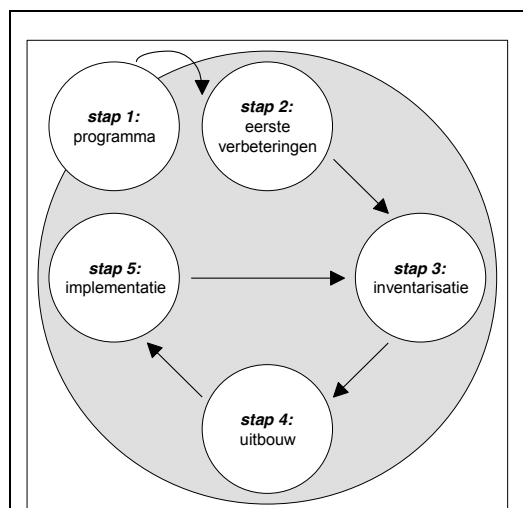 stap 1:
programma
stap 2:
eerste
verbeteringen
stap 3:
inventarisatie
stap 4:
uitbouw
stap 5:
implementatie